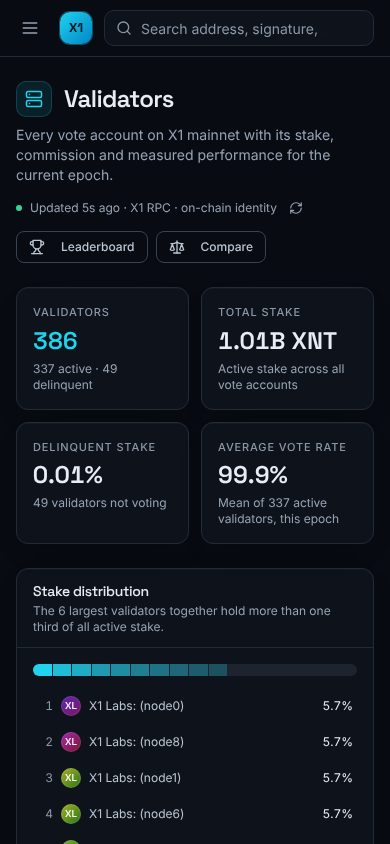 X1
Search address, signature,
Validators
Every vote account on X1 mainnet with its stake,
commission and measured performance for the
current epoch.
Updated 5s ago · X1 RPC · on-chain identity
Leaderboard
Compare
VALIDATORS
386
337 active · 49
delinquent
TOTAL STAKE
1.01B XNT
Active stake across all
vote accounts
DELINQUENT STAKE
0.01%
49 validators not voting
AVERAGE VOTE RATE
99.9%
Mean of 337 active
validators, this epoch
Stake distribution
The 6 largest validators together hold more than one
third of all active stake.
1 XL X1 Labs: (node0) 5.7%
2 XL X1 Labs: (node8) 5.7%
3 XL X1 Labs: (node1) 5.7%
4 XL X1 Labs: (node6) 5.7%